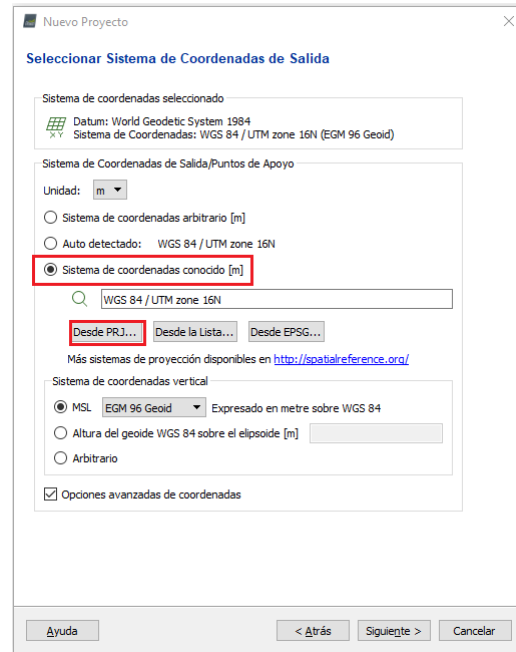 Nuevo Proyecto
Seleccionar Sistema de Coordenadas de Salida
Sistema de coordenadas seleccionado
Datum: World Geodetic System 1984
Sistema de Coordenadas: WGS 84 / UTM zone 16N (EGM 96 Geoid)
Sistema de Coordenadas de Salida/Puntos de Apoyo
Unidad: m
Sistema de coordenadas arbitrario [m]
Auto detectado: WGS 84 / UTM zone 16N
Sistema de coordenadas conocido [m]
WGS 84 / UTM zone 16N
Desde PRJ... Desde la Lista... Desde EPSG...
Más sistemas de proyección disponibles en http://spatialreference.org/
Sistema de coordenadas vertical
MSL EGM 96 Geoid Expresado en metre sobre WGS 84
Altura del geoide WGS 84 sobre el elipsoide [m]
Arbitrario
Opciones avanzadas de coordenadas
Ayuda < Atrás Siguiente > Cancelar